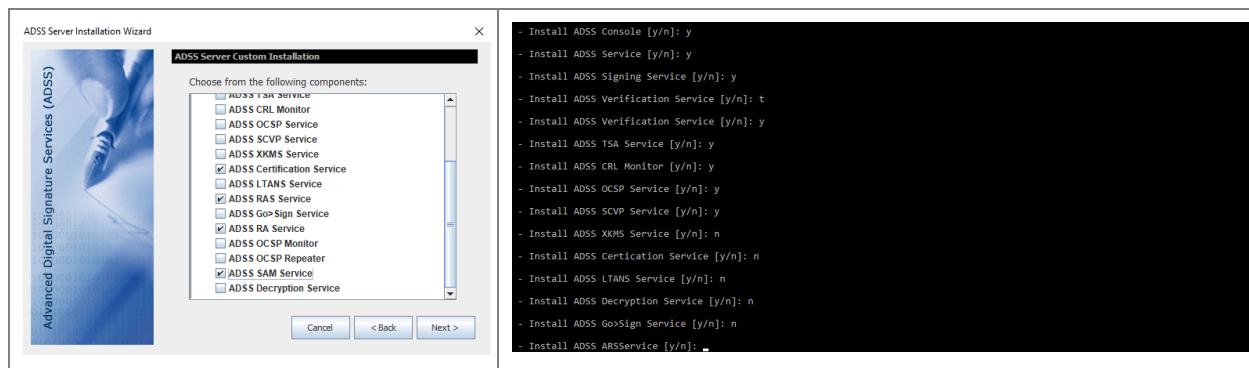 ADSS Server Installation Wizard
Advanced Digital Signature Services (ADSS)
ADSS Server Custom Installation
Choose from the following components:
ADSS TSA Service
ADSS CRL Monitor
ADSS OCSP Service
ADSS SCVP Service
ADSS XKMS Service
ADSS Certification Service
ADSS LTANS Service
ADSS RAS Service
ADSS Go>Sign Service
ADSS RA Service
ADSS OCSP Monitor
ADSS OCSP Repeater
ADSS SAM Service
ADSS Decryption Service
Cancel
< Back
Next >
- Install ADSS Console [y/n]: y
- Install ADSS Service [y/n]: y
- Install ADSS Signing Service [y/n]: y
- Install ADSS Verification Service [y/n]: t
- Install ADSS Verification Service [y/n]: y
- Install ADSS TSA Service [y/n]: y
- Install ADSS CRL Monitor [y/n]: y
- Install ADSS OCSP Service [y/n]: y
- Install ADSS SCVP Service [y/n]: y
- Install ADSS XKMS Service [y/n]: n
- Install ADSS Certication Service [y/n]: n
- Install ADSS LTANS Service [y/n]: n
- Install ADSS Decryption Service [y/n]: n
- Install ADSS Go>Sign Service [y/n]: n
- Install ADSS ARSService [y/n]: _